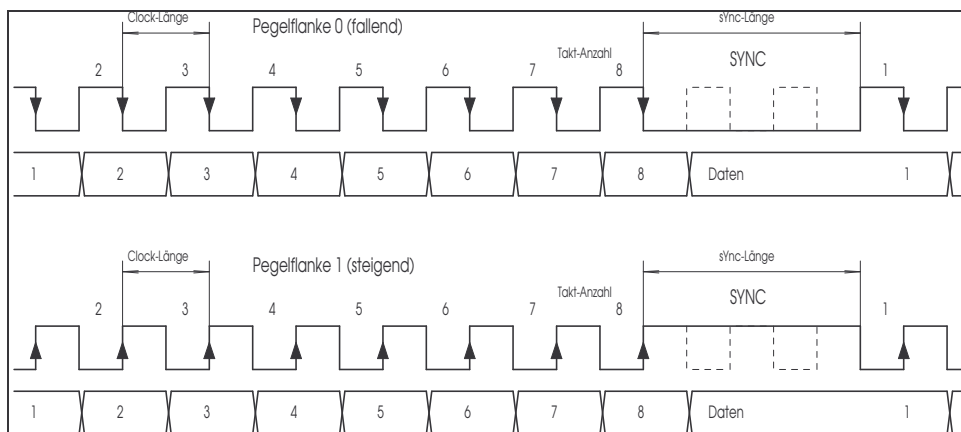 Clock-Länge
Pegelflanke 0 (fallend)
sYnc-Länge
Takt-Anzahl
SYNC
2 3 4 5 6 7 8 1
1 2 3 4 5 6 7 8 Daten 1
Clock-Länge
Pegelflanke 1 (steigend)
sYnc-Länge
Takt-Anzahl
SYNC
2 3 4 5 6 7 8 1
1 2 3 4 5 6 7 8 Daten 1